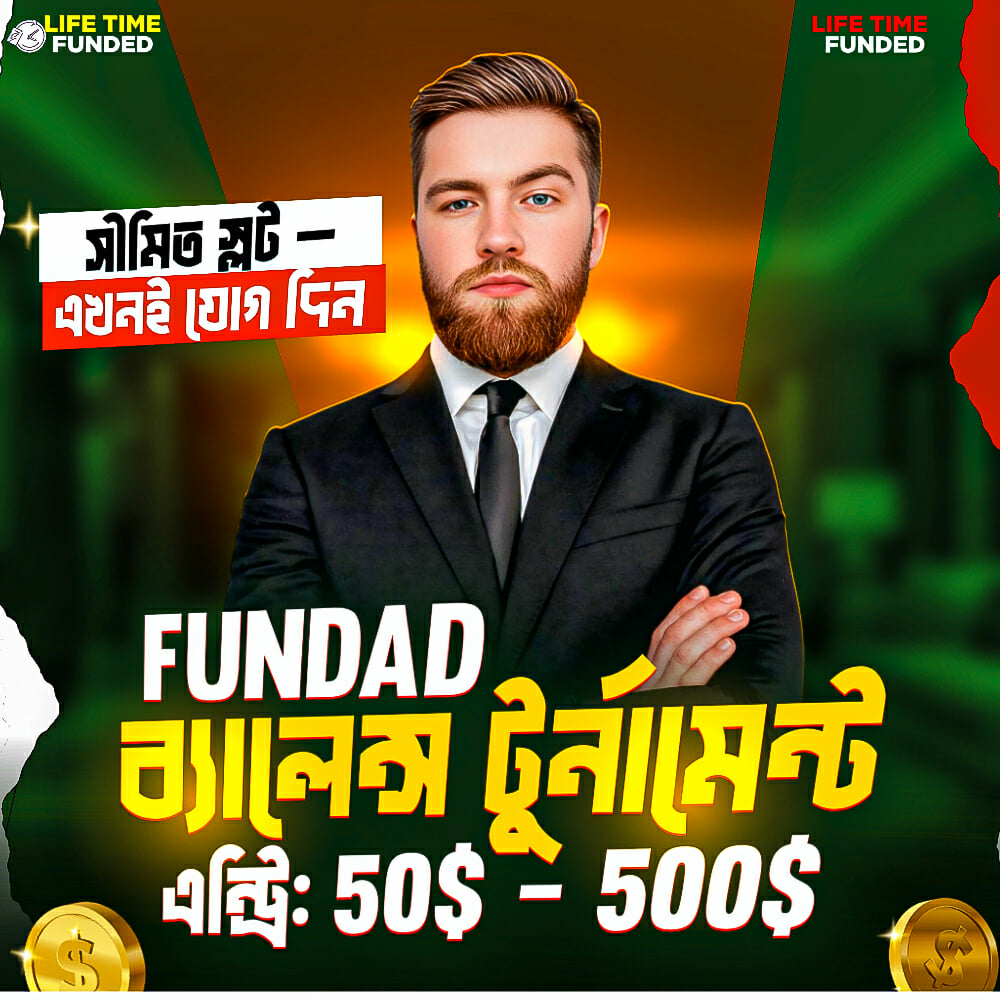 LIFE TIME
FUNDED
LIFE TIME
FUNDED
সীমিত স্লট –
এখনই যোগ দিন
FUNDAD
ব্যালেন্স টুর্নামেন্ট
এন্ট্রি: 50$ – 500$